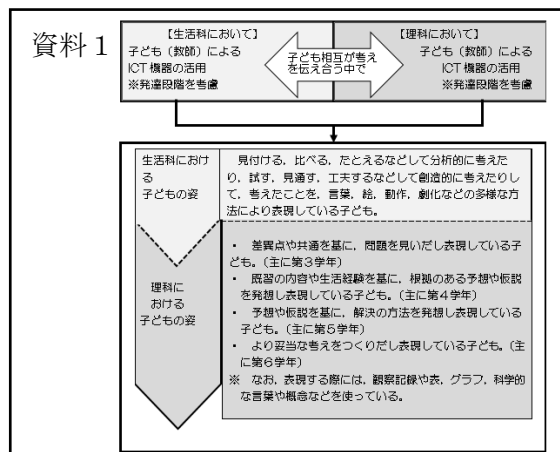 資料１
【生活科において】
子ども（教師）による
ICT機器の活用
※発達段階を考慮
子ども相互が考え
を伝え合う中で
【理科において】
子ども（教師）による
ICT機器の活用
※発達段階を考慮
生活科におけ
る
子どもの姿
見付ける，比べる，たとえるなどして分析的に考えた
り，試す，見通す，工夫するなどして創造的に考えたりし
て，考えたことを，言葉，絵，動作，劇化などの多様な方
法により表現している子ども。
理科に
おける
子どもの姿
・ 差異点や共通を基に，問題を見いだし表現している子
ども。（主に第３学年）
・ 既習の内容や生活経験を基に，根拠のある予想や仮説
を発想し表現している子ども。（主に第４学年）
・ 予想や仮説を基に，解決の方法を発想し表現している
子ども。（主に第５学年）
・ より妥当な考えをつくりだし表現している子ども。（主
に第６学年）
※ なお，表現する際には，観察記録や表，グラフ，科学的
な言葉や概念などを使っている。